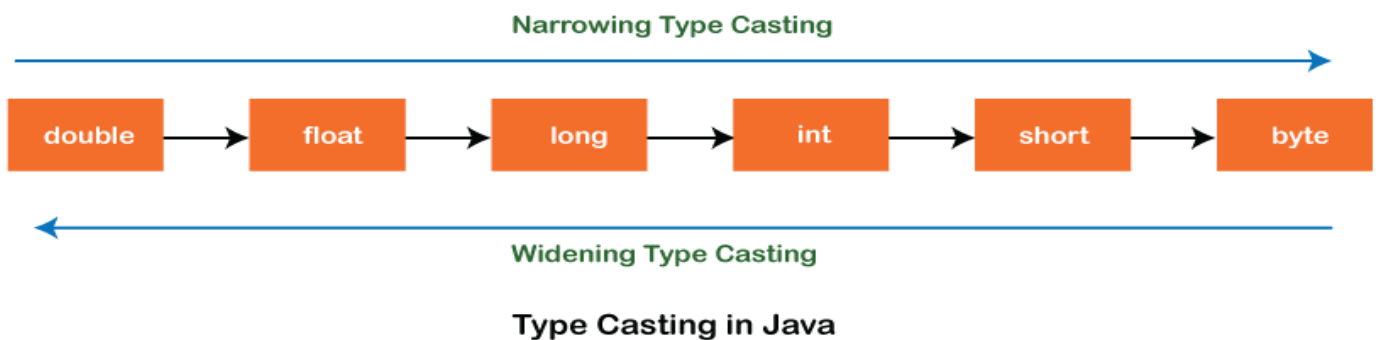 Narrowing Type Casting
double float long int short byte
Widening Type Casting
Type Casting in Java